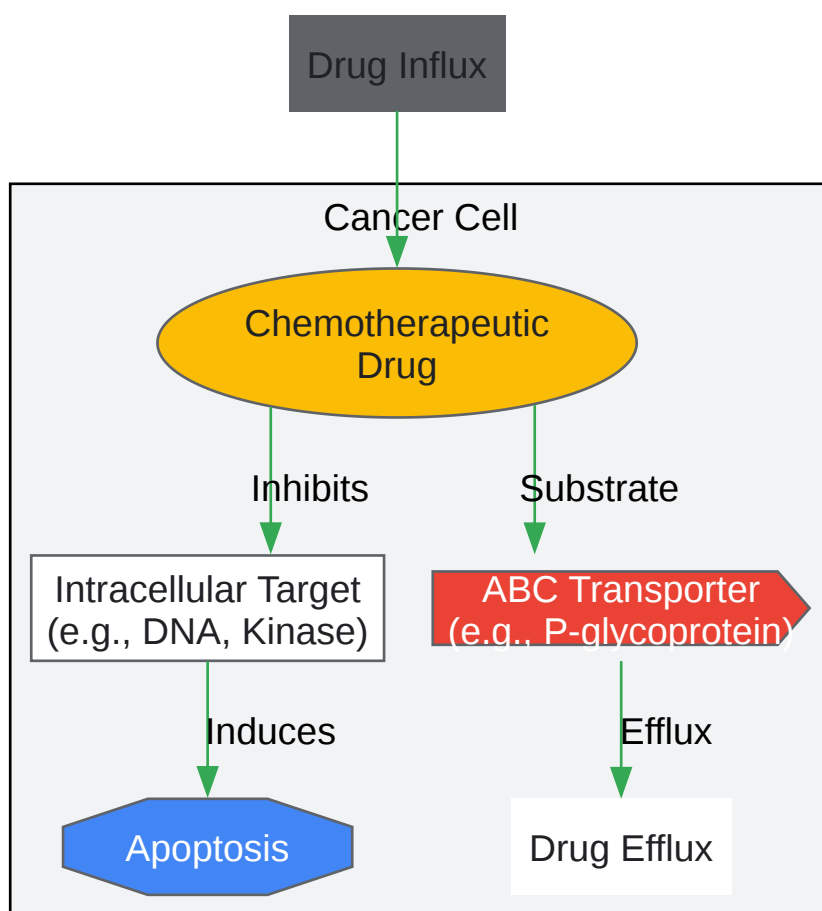 Drug Influx
Cancer Cell
Chemotherapeutic
Drug
Inhibits
Substrate
Intracellular Target
(e.g., DNA, Kinase)
ABC Transporter
(e.g., P-glycoprotein)
Induces
Efflux
Apoptosis
Drug Efflux